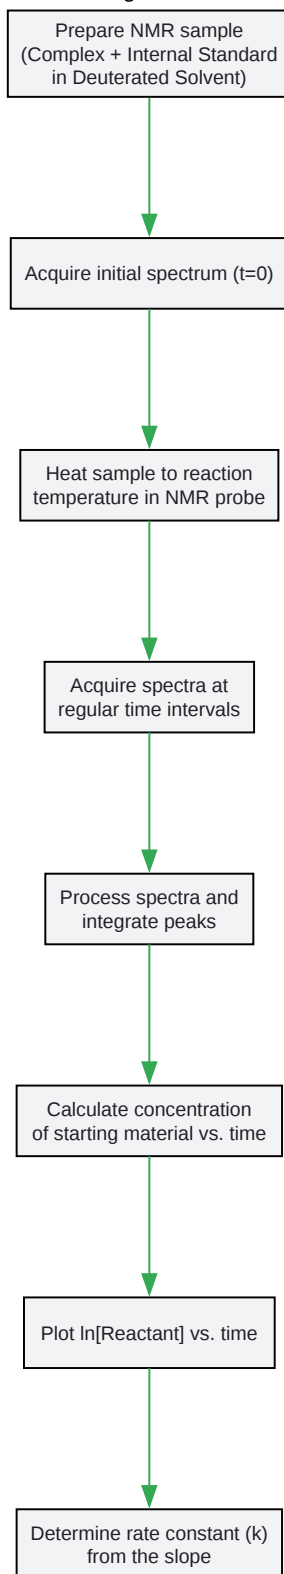 Prepare NMR sample
(Complex + Internal Standard
in Deuterated Solvent)
Acquire initial spectrum (t=0)
Heat sample to reaction
temperature in NMR probe
Acquire spectra at
regular time intervals
Process spectra and
integrate peaks
Calculate concentration
of starting material vs. time
Plot ln[Reactant] vs. time
Determine rate constant (k)
from the slope